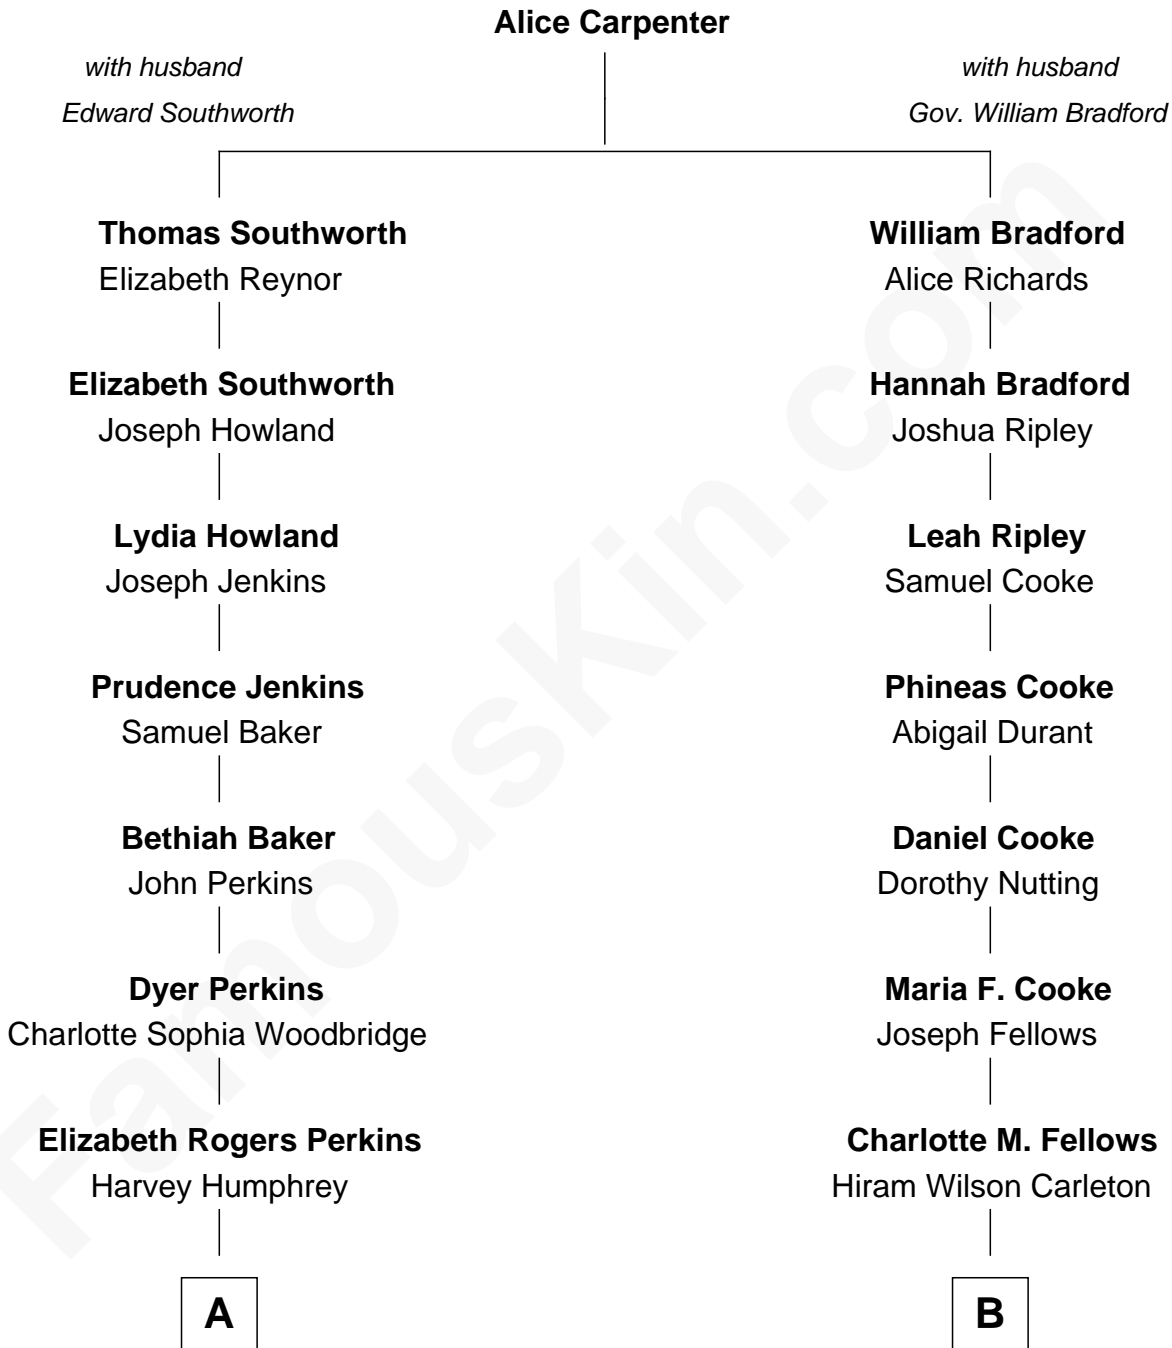 Alice Carpenter
with husband
Edward Southworth
with husband
Gov. William Bradford
Thomas Southworth
Elizabeth Reynor
William Bradford
Alice Richards
Elizabeth Southworth
Joseph Howland
Hannah Bradford
Joshua Ripley
Lydia Howland
Joseph Jenkins
Leah Ripley
Samuel Cooke
Prudence Jenkins
Samuel Baker
Phineas Cooke
Abigail Durant
Bethiah Baker
John Perkins
Daniel Cooke
Dorothy Nutting
Dyer Perkins
Charlotte Sophia Woodbridge
Maria F. Cooke
Joseph Fellows
Elizabeth Rogers Perkins
Harvey Humphrey
Charlotte M. Fellows
Hiram Wilson Carleton
A
B
FamousKin.com